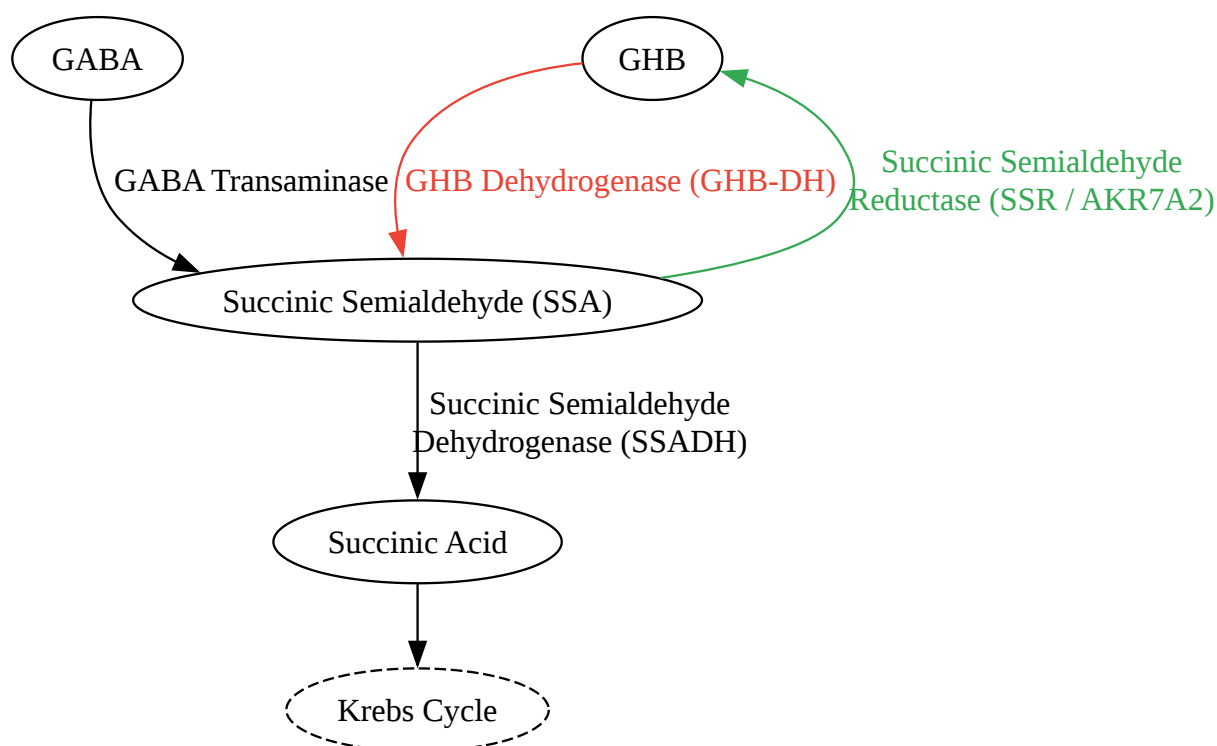 GABA
GHB
GABA Transaminase
GHB Dehydrogenase (GHB-DH)
Succinic Semialdehyde
Reductase (SSR / AKR7A2)
Succinic Semialdehyde (SSA)
Succinic Semialdehyde
Dehydrogenase (SSADH)
Succinic Acid
Krebs Cycle